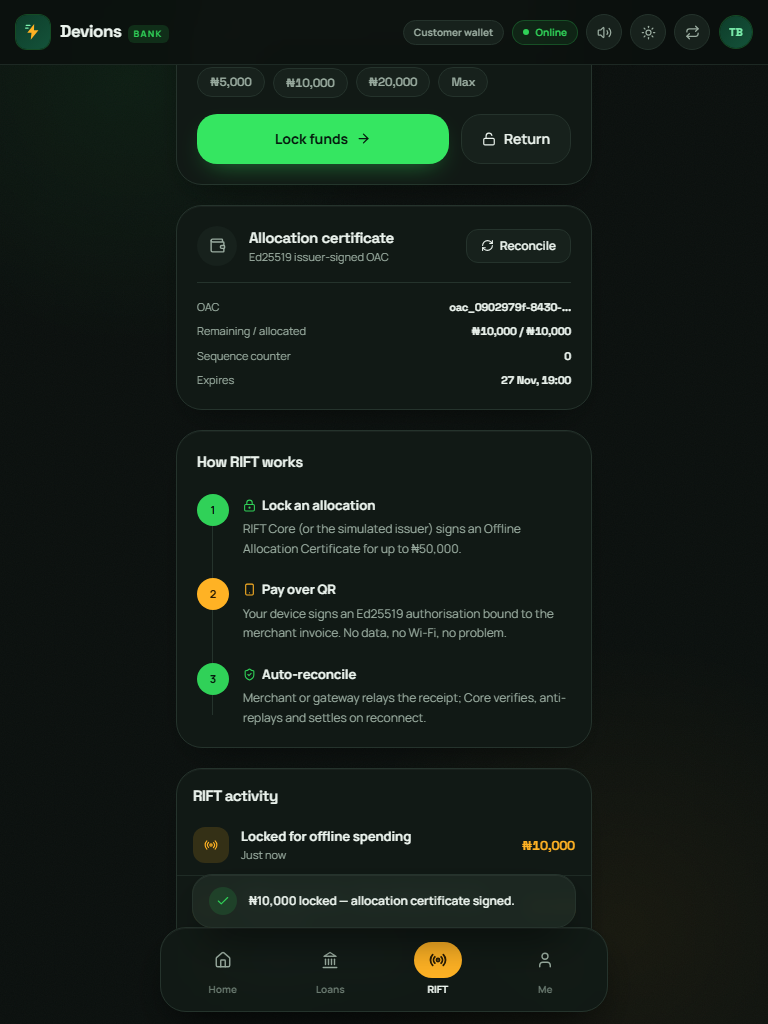 Devions BANK
Customer wallet
Online
TB
₦5,000
₦10,000
₦20,000
Max
Lock funds
Return
Allocation certificate
Ed25519 issuer-signed OAC
Reconcile
OAC
oac_0902979f-8430-...
Remaining / allocated
₦10,000 / ₦10,000
Sequence counter
0
Expires
27 Nov, 19:00
How RIFT works
1
Lock an allocation
RIFT Core (or the simulated issuer) signs an Offline
Allocation Certificate for up to ₦50,000.
2
Pay over QR
Your device signs an Ed25519 authorisation bound to the
merchant invoice. No data, no Wi-Fi, no problem.
3
Auto-reconcile
Merchant or gateway relays the receipt; Core verifies, anti-
replays and settles on reconnect.
RIFT activity
Locked for offline spending
Just now
₦10,000
₦10,000 locked — allocation certificate signed.
Home
Loans
RIFT
Me